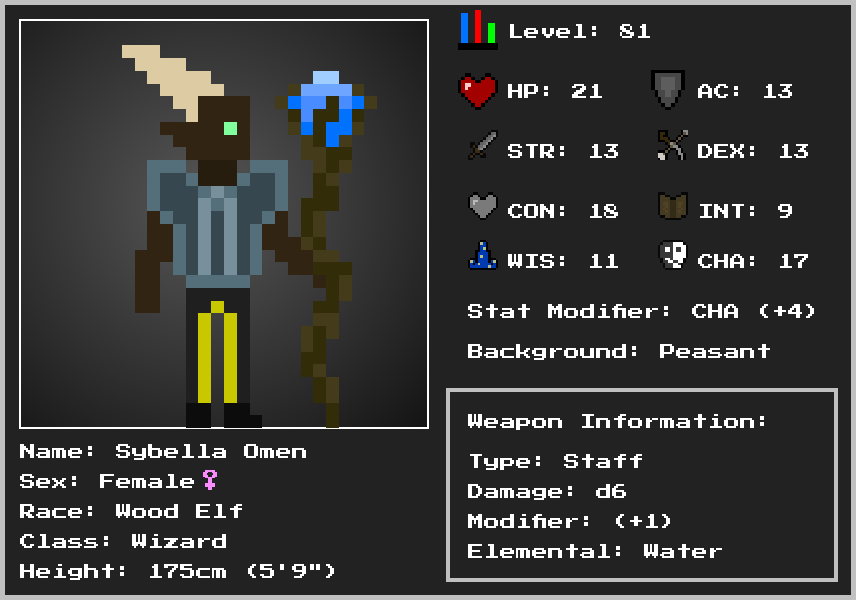 Level: 81
HP: 21 AC: 13
STR: 13 DEX: 13
CON: 18 INT: 9
WIS: 11 CHA: 17
Stat Modifier: CHA (+4)
Background: Peasant
Weapon Information:
Type: Staff
Damage: d6
Modifier: (+1)
Elemental: Water
Name: Sybella Omen
Sex: Female♀
Race: Wood Elf
Class: Wizard
Height: 175cm (5'9")